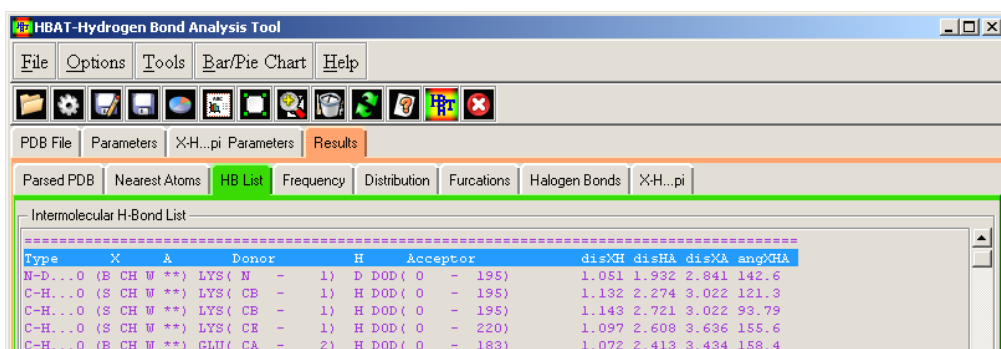 HBAT-Hydrogen Bond Analysis Tool
File Options Tools Bar/Pie Chart Help
PDB File Parameters X-H...pi Parameters Results
Parsed PDB Nearest Atoms HB List Frequency Distribution Furcations Halogen Bonds X-H...pi
Intermolecular H-Bond List
==========================================================================================
Type X A Donor H Acceptor disXH disHA disXA angXHA
N-D...O (B CH W **) LYS( N - 1) D DOD( O - 195) 1.051 1.932 2.841 142.6
C-H...O (S CH W **) LYS( CB - 1) H DOD( O - 195) 1.132 2.274 3.022 121.3
C-H...O (S CH W **) LYS( CB - 1) H DOD( O - 195) 1.143 2.721 3.022 93.79
C-H...O (S CH W **) LYS( CE - 1) H DOD( O - 220) 1.097 2.608 3.636 155.6
C-H...O (B CH W **) GLU( CA - 2) H DOD( O - 183) 1.072 2.413 3.434 158.4